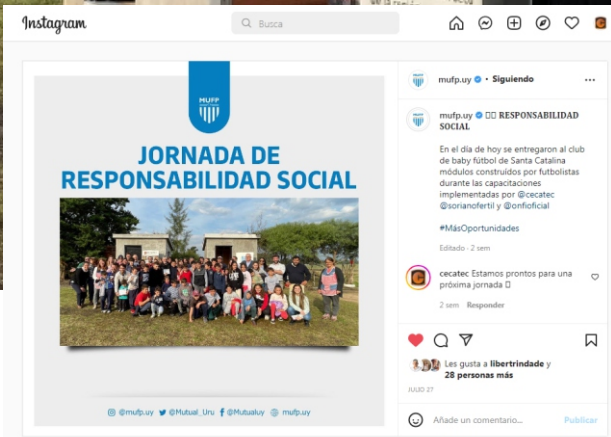 Instagram
Busca
MUFP
JORNADA DE
RESPONSABILIDAD SOCIAL
@mufp.uy @Mutual_Uru @Mutualuy mufp.uy
mufp.uy • Siguiendo
mufp.uy RESPONSABILIDAD
SOCIAL
En el día de hoy se entregaron al club
de baby fútbol de Santa Catalina
módulos construidos por futbolistas
durante las capacitaciones
implementadas por @cecatec
@sorianofertil y @onfioficial
#MásOportunidades
Editado · 2 sem
cecatec Estamos prontos para una
próxima jornada
2 sem Responder
Les gusta a libertrindade y
28 personas más
Añade un comentario...
Publicar